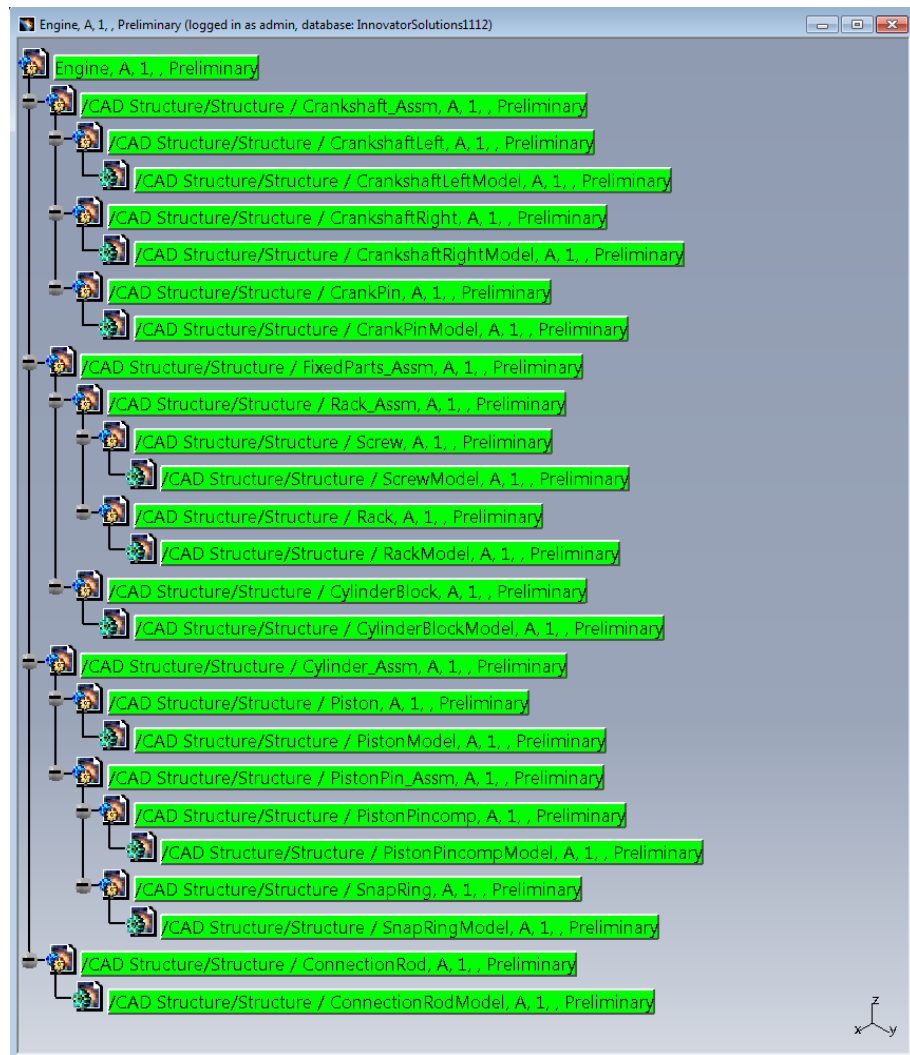 Engine, A, 1, , Preliminary (logged in as admin, database: InnovatorSolutions1112)
Engine, A, 1, , Preliminary
/CAD Structure/Structure / Crankshaft_Assm, A, 1, , Preliminary
/CAD Structure/Structure / CrankshaftLeft, A, 1, , Preliminary
/CAD Structure/Structure / CrankshaftLeftModel, A, 1, , Preliminary
/CAD Structure/Structure / CrankshaftRight, A, 1, , Preliminary
/CAD Structure/Structure / CrankshaftRightModel, A, 1, , Preliminary
/CAD Structure/Structure / CrankPin, A, 1, , Preliminary
/CAD Structure/Structure / CrankPinModel, A, 1, , Preliminary
/CAD Structure/Structure / FixedParts_Assm, A, 1, , Preliminary
/CAD Structure/Structure / Rack_Assm, A, 1, , Preliminary
/CAD Structure/Structure / Screw, A, 1, , Preliminary
/CAD Structure/Structure / ScrewModel, A, 1, , Preliminary
/CAD Structure/Structure / Rack, A, 1, , Preliminary
/CAD Structure/Structure / RackModel, A, 1, , Preliminary
/CAD Structure/Structure / CylinderBlock, A, 1, , Preliminary
/CAD Structure/Structure / CylinderBlockModel, A, 1, , Preliminary
/CAD Structure/Structure / Cylinder_Assm, A, 1, , Preliminary
/CAD Structure/Structure / Piston, A, 1, , Preliminary
/CAD Structure/Structure / PistonModel, A, 1, , Preliminary
/CAD Structure/Structure / PistonPin_Assm, A, 1, , Preliminary
/CAD Structure/Structure / PistonPincomp, A, 1, , Preliminary
/CAD Structure/Structure / PistonPincompModel, A, 1, , Preliminary
/CAD Structure/Structure / SnapRing, A, 1, , Preliminary
/CAD Structure/Structure / SnapRingModel, A, 1, , Preliminary
/CAD Structure/Structure / ConnectionRod, A, 1, , Preliminary
/CAD Structure/Structure / ConnectionRodModel, A, 1, , Preliminary
z
x y